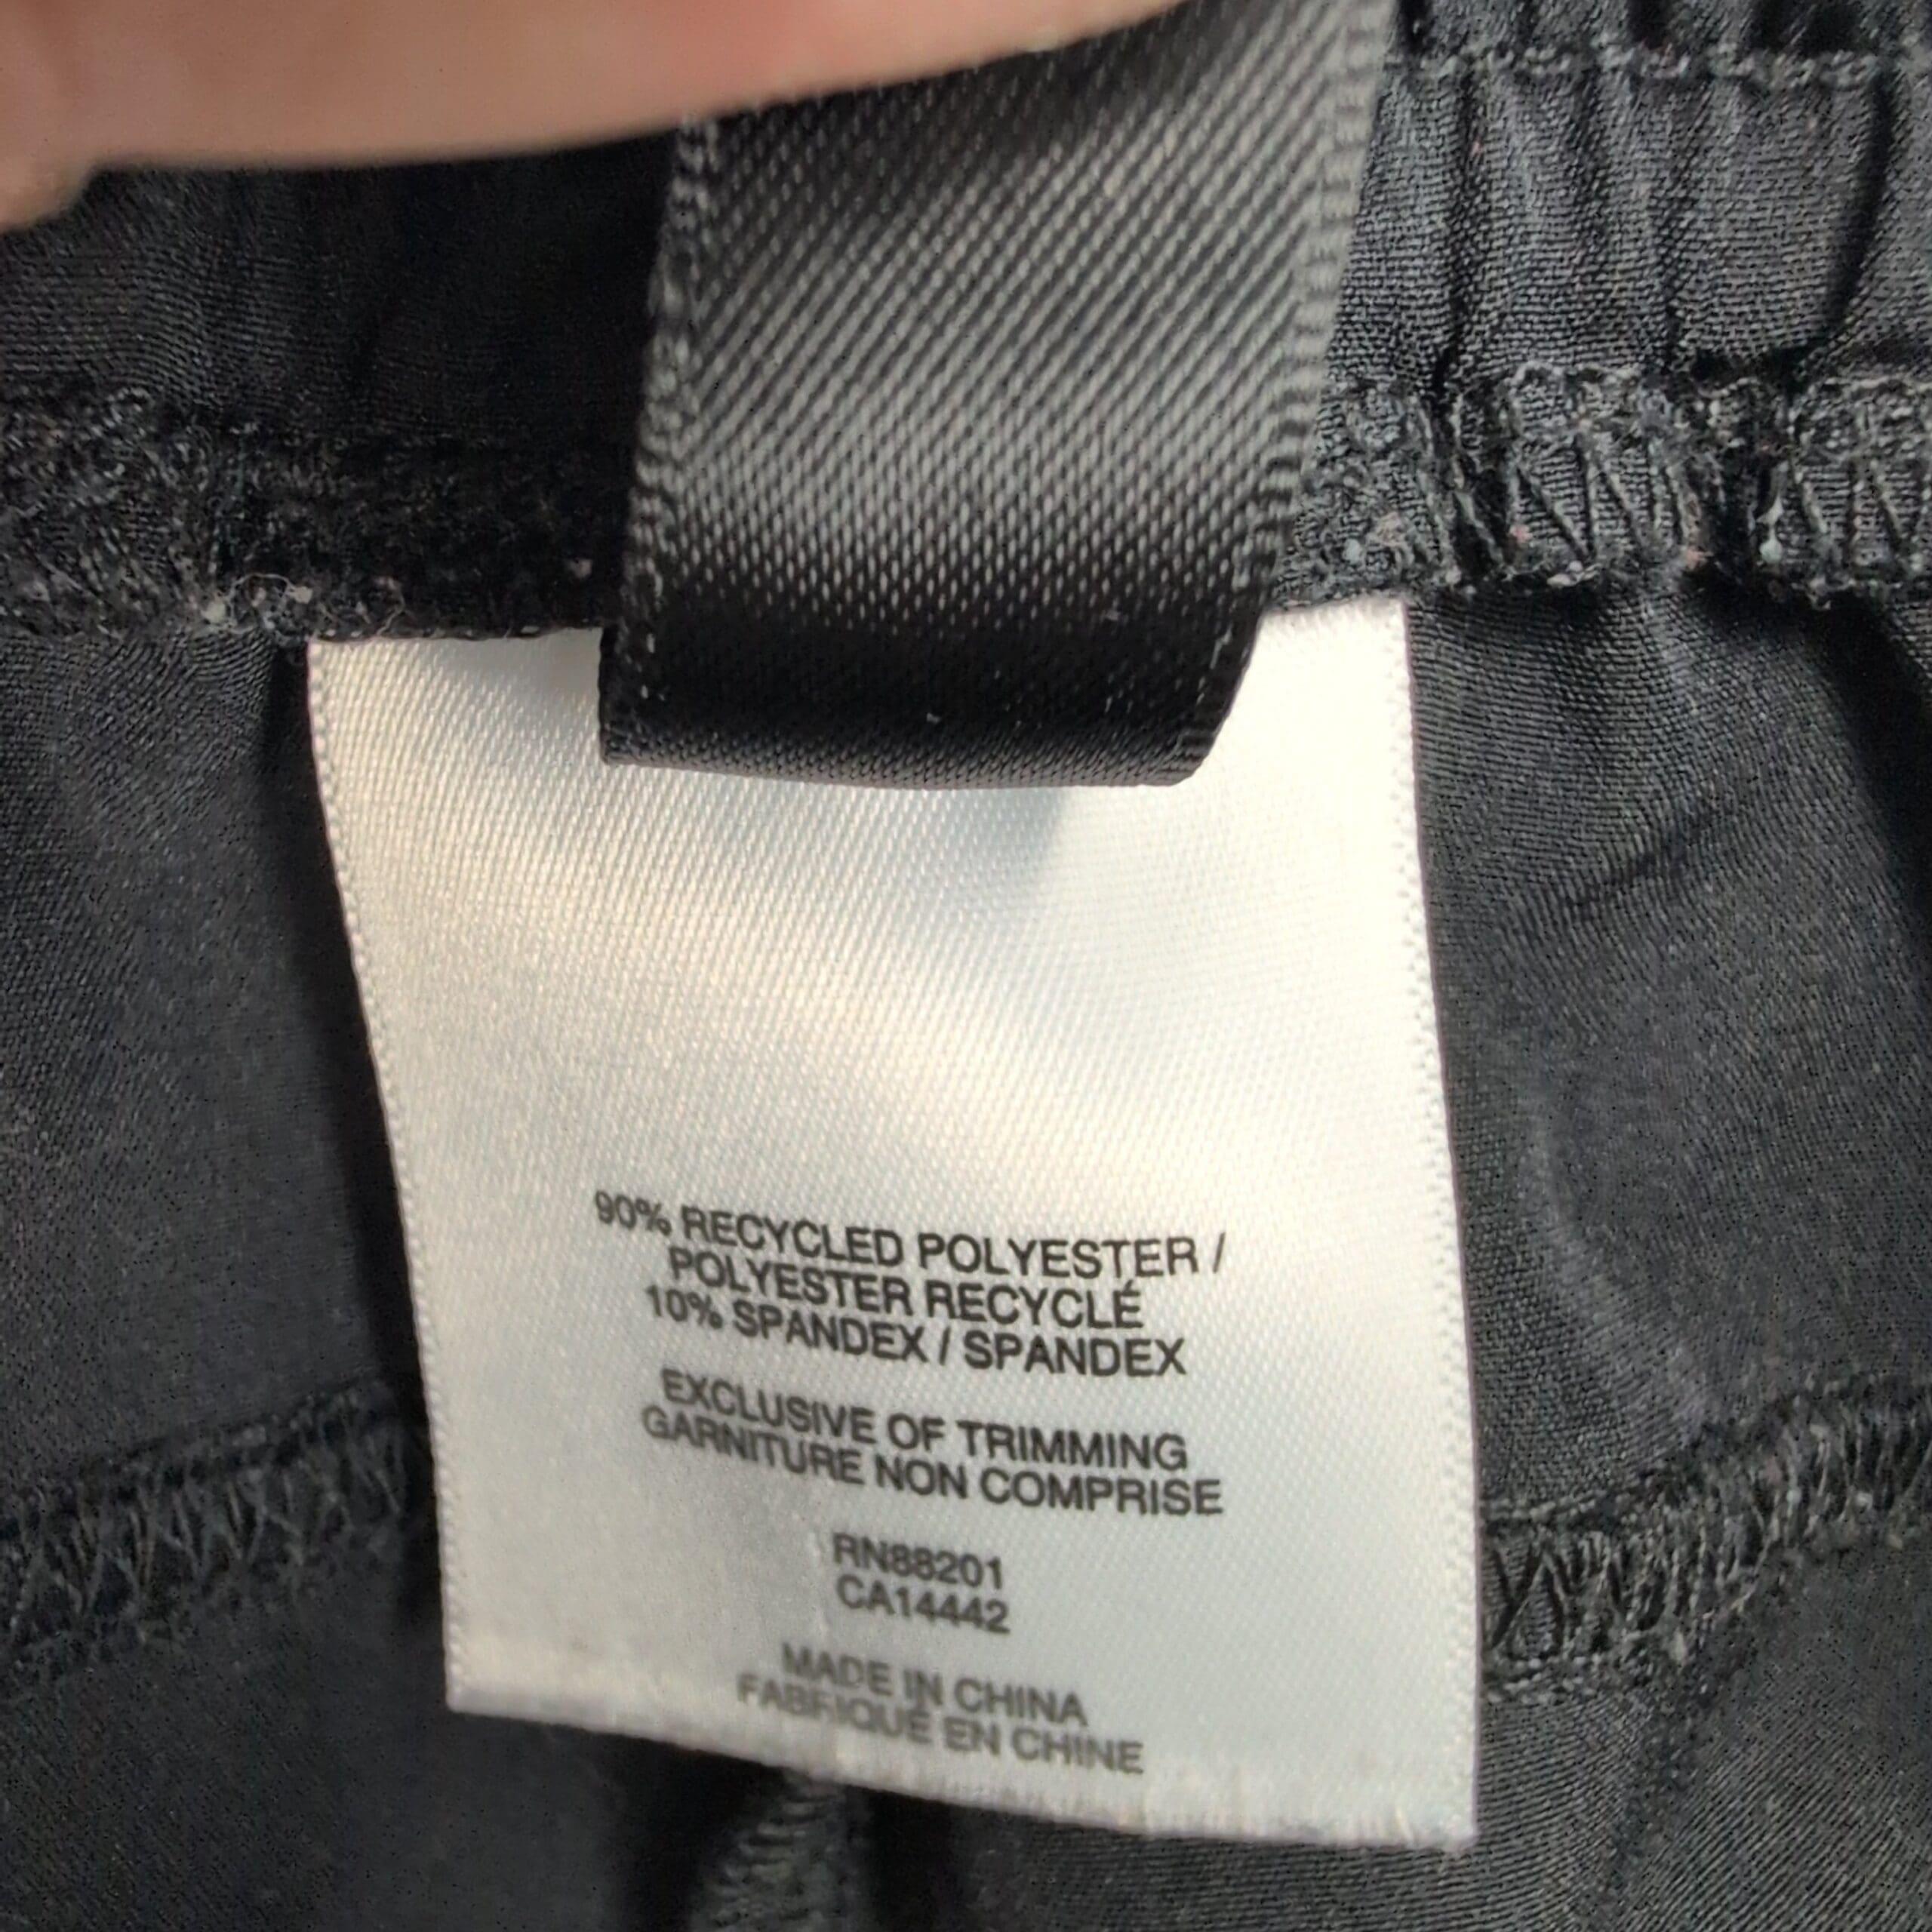 90% RECYCLED POLYESTER /
POLYESTER RECYCLÉ
10% SPANDEX / SPANDEX
EXCLUSIVE OF TRIMMING
GARNITURE NON COMPRISE
RN88201
CA14442
MADE IN CHINA
FABRIQUÉ EN CHINE